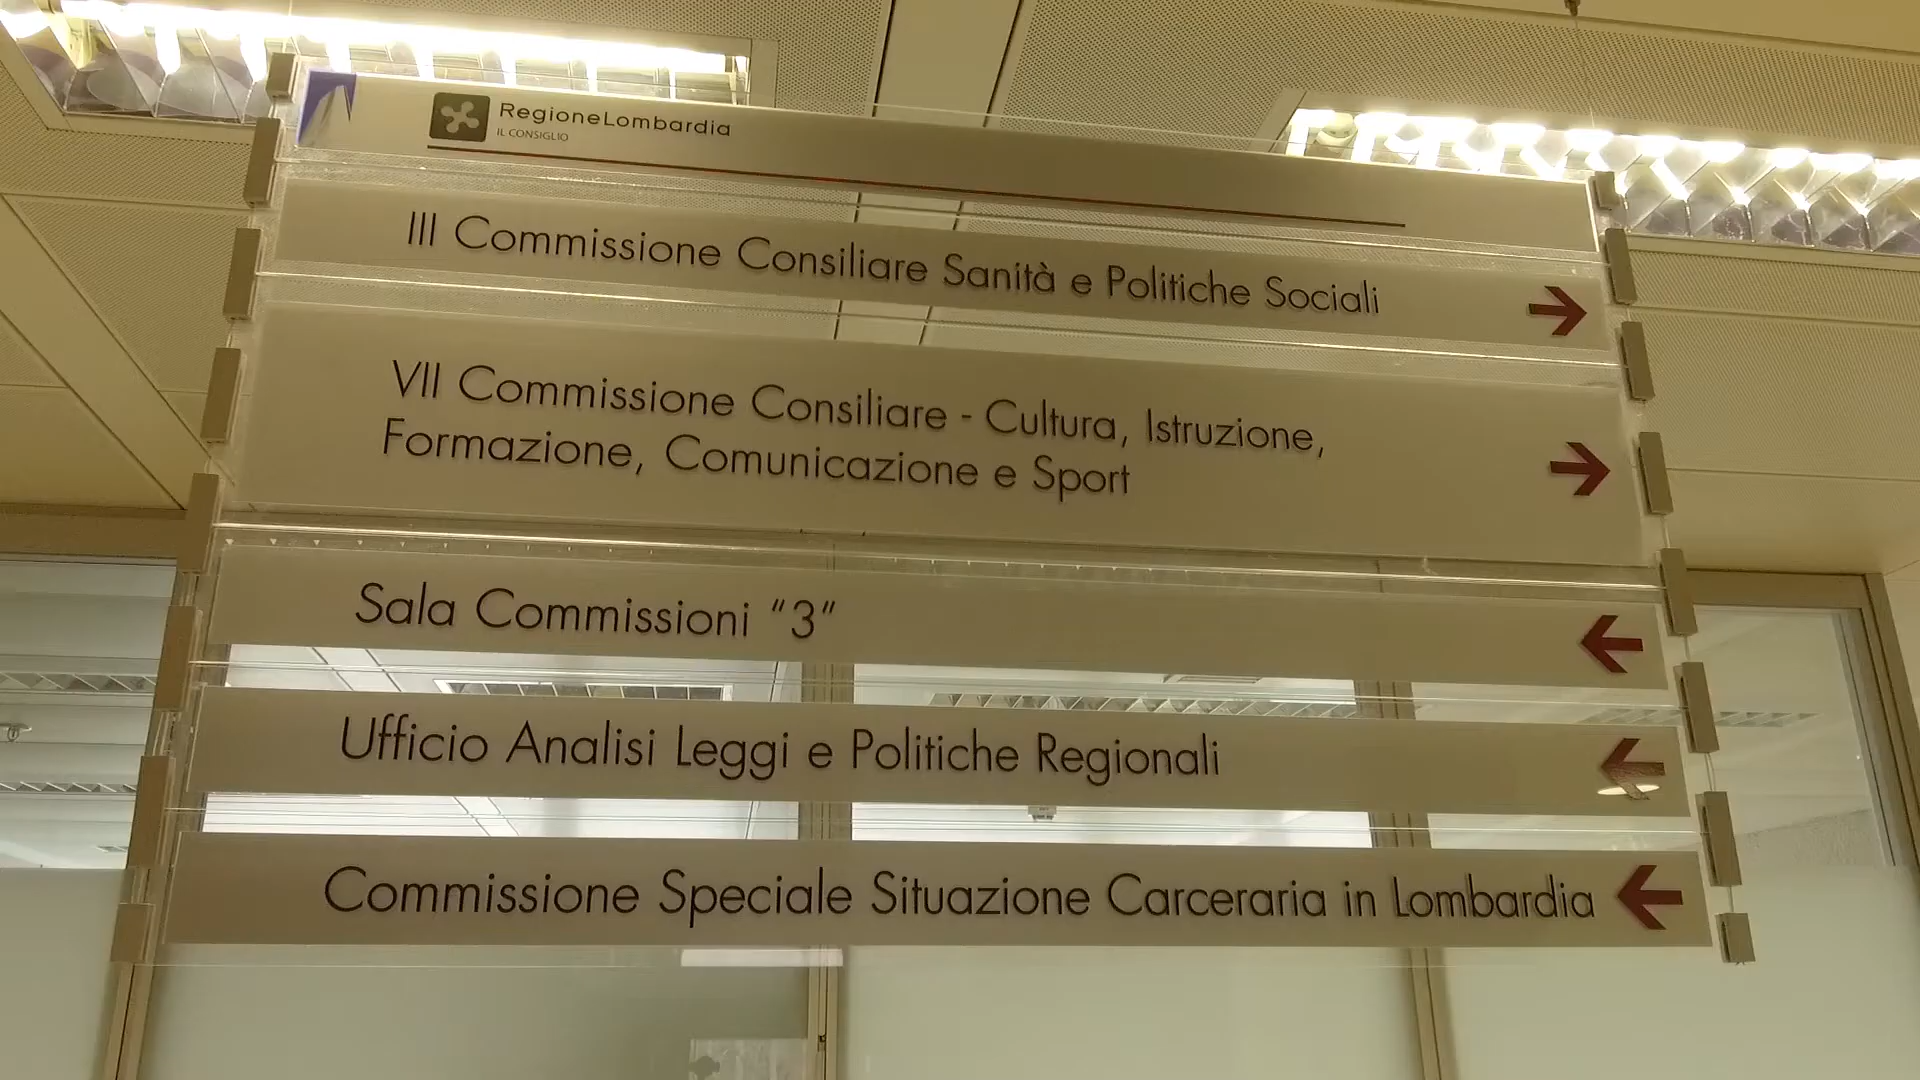 RegioneLombardia
IL CONSIGLIO
III Commissione Consiliare Sanità e Politiche Sociali
VII Commissione Consiliare - Cultura, Istruzione,
Formazione, Comunicazione e Sport
Sala Commissioni “3”
Ufficio Analisi Leggi e Politiche Regionali
Commissione Speciale Situazione Carceraria in Lombardia